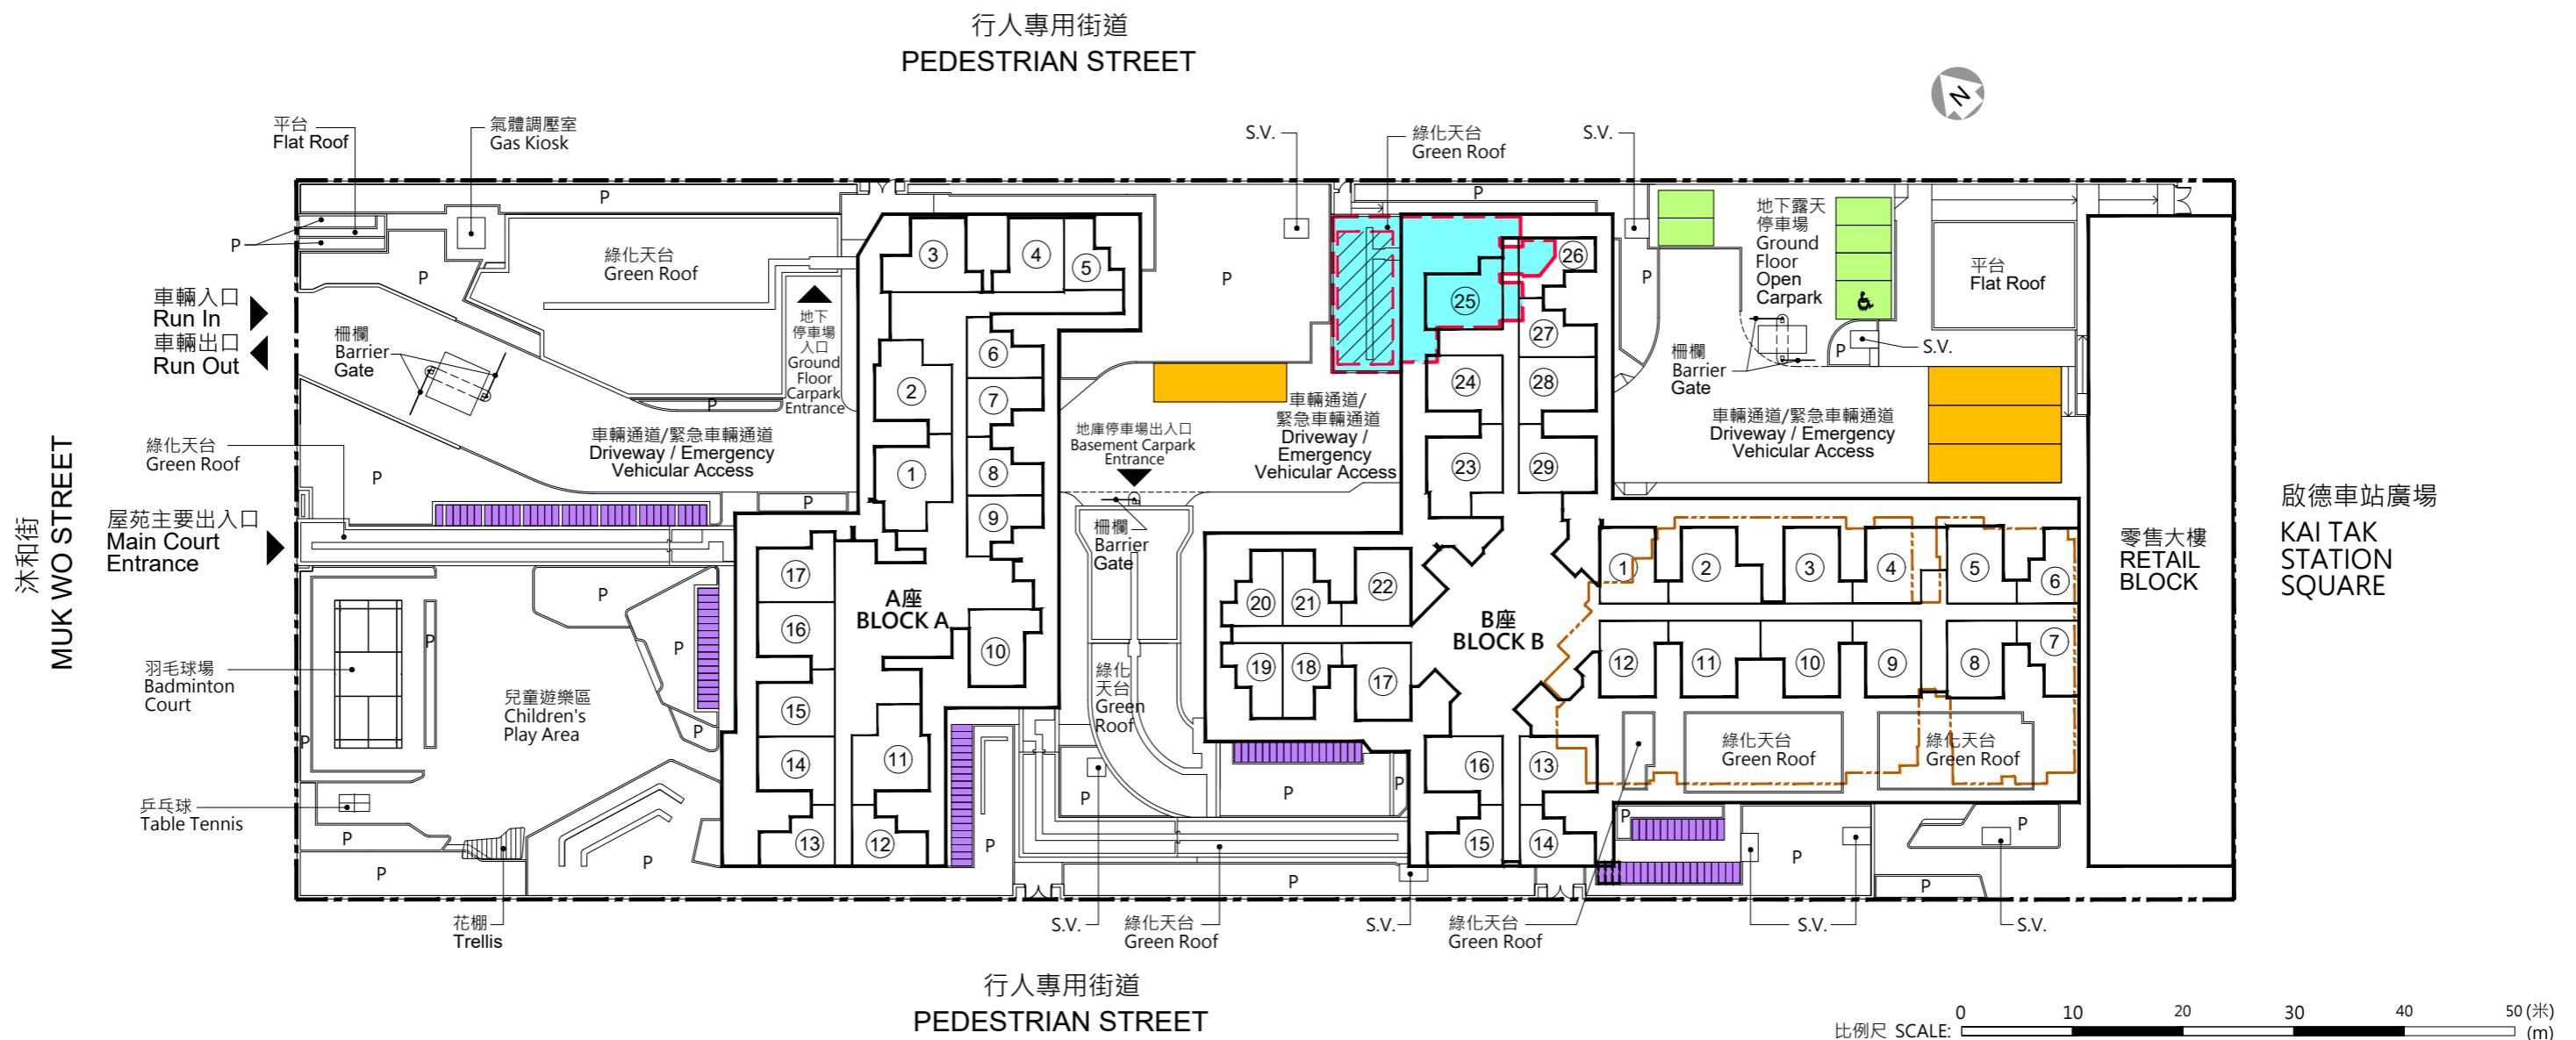 行人專用街道
PEDESTRIAN STREET
N
平台
Flat Roof
氣體調壓室
Gas Kiosk
S.V.
綠化天台
Green Roof
S.V.
P
P
P
P
P
綠化天台
Green Roof
3
4
5
P
25
26
27
P
地下露天
停車場
Ground
Floor
Open
Carpark
平台
Flat Roof
車輛入口
Run In
車輛出口
Run Out
柵欄
Barrier
Gate
地下
停車場
入口
Ground
Floor
Carpark
Entrance
P
2
6
7
1
8
9
車輛通道/緊急車輛通道
Driveway / Emergency
Vehicular Access
地庫停車場出入口
Basement Carpark
Entrance
車輛通道/
緊急車輛通道
Driveway /
Emergency
Vehicular Access
24
28
23
29
柵欄
Barrier
Gate
P
S.V.
車輛通道/緊急車輛通道
Driveway / Emergency
Vehicular Access
沐和街
MUK WO STREET
綠化天台
Green Roof
P
P
屋苑主要出入口
Main Court
Entrance
柵欄
Barrier
Gate
17
16
15
14
13
A座
BLOCK A
10
11
12
20
21
22
19
18
17
B座
BLOCK B
1
2
3
4
5
6
12
11
10
9
8
7
零售大樓
RETAIL
BLOCK
啟德車站廣場
KAI TAK
STATION
SQUARE
羽毛球場
Badminton
Court
P
P
P
P
P
兒童遊樂區
Children's
Play Area
綠化
天台
Green
Roof
綠化天台
Green Roof
綠化天台
Green Roof
16
13
15
14
乒乓球
Table Tennis
P
P
P
P
P
P
P
P
P
P
P
P
花棚
Trellis
S.V.
綠化天台
Green Roof
S.V.
綠化天台
Green Roof
S.V.
S.V.
行人專用街道
PEDESTRIAN STREET
比例尺 SCALE:
0 10 20 30 40 50 (米)
(m)